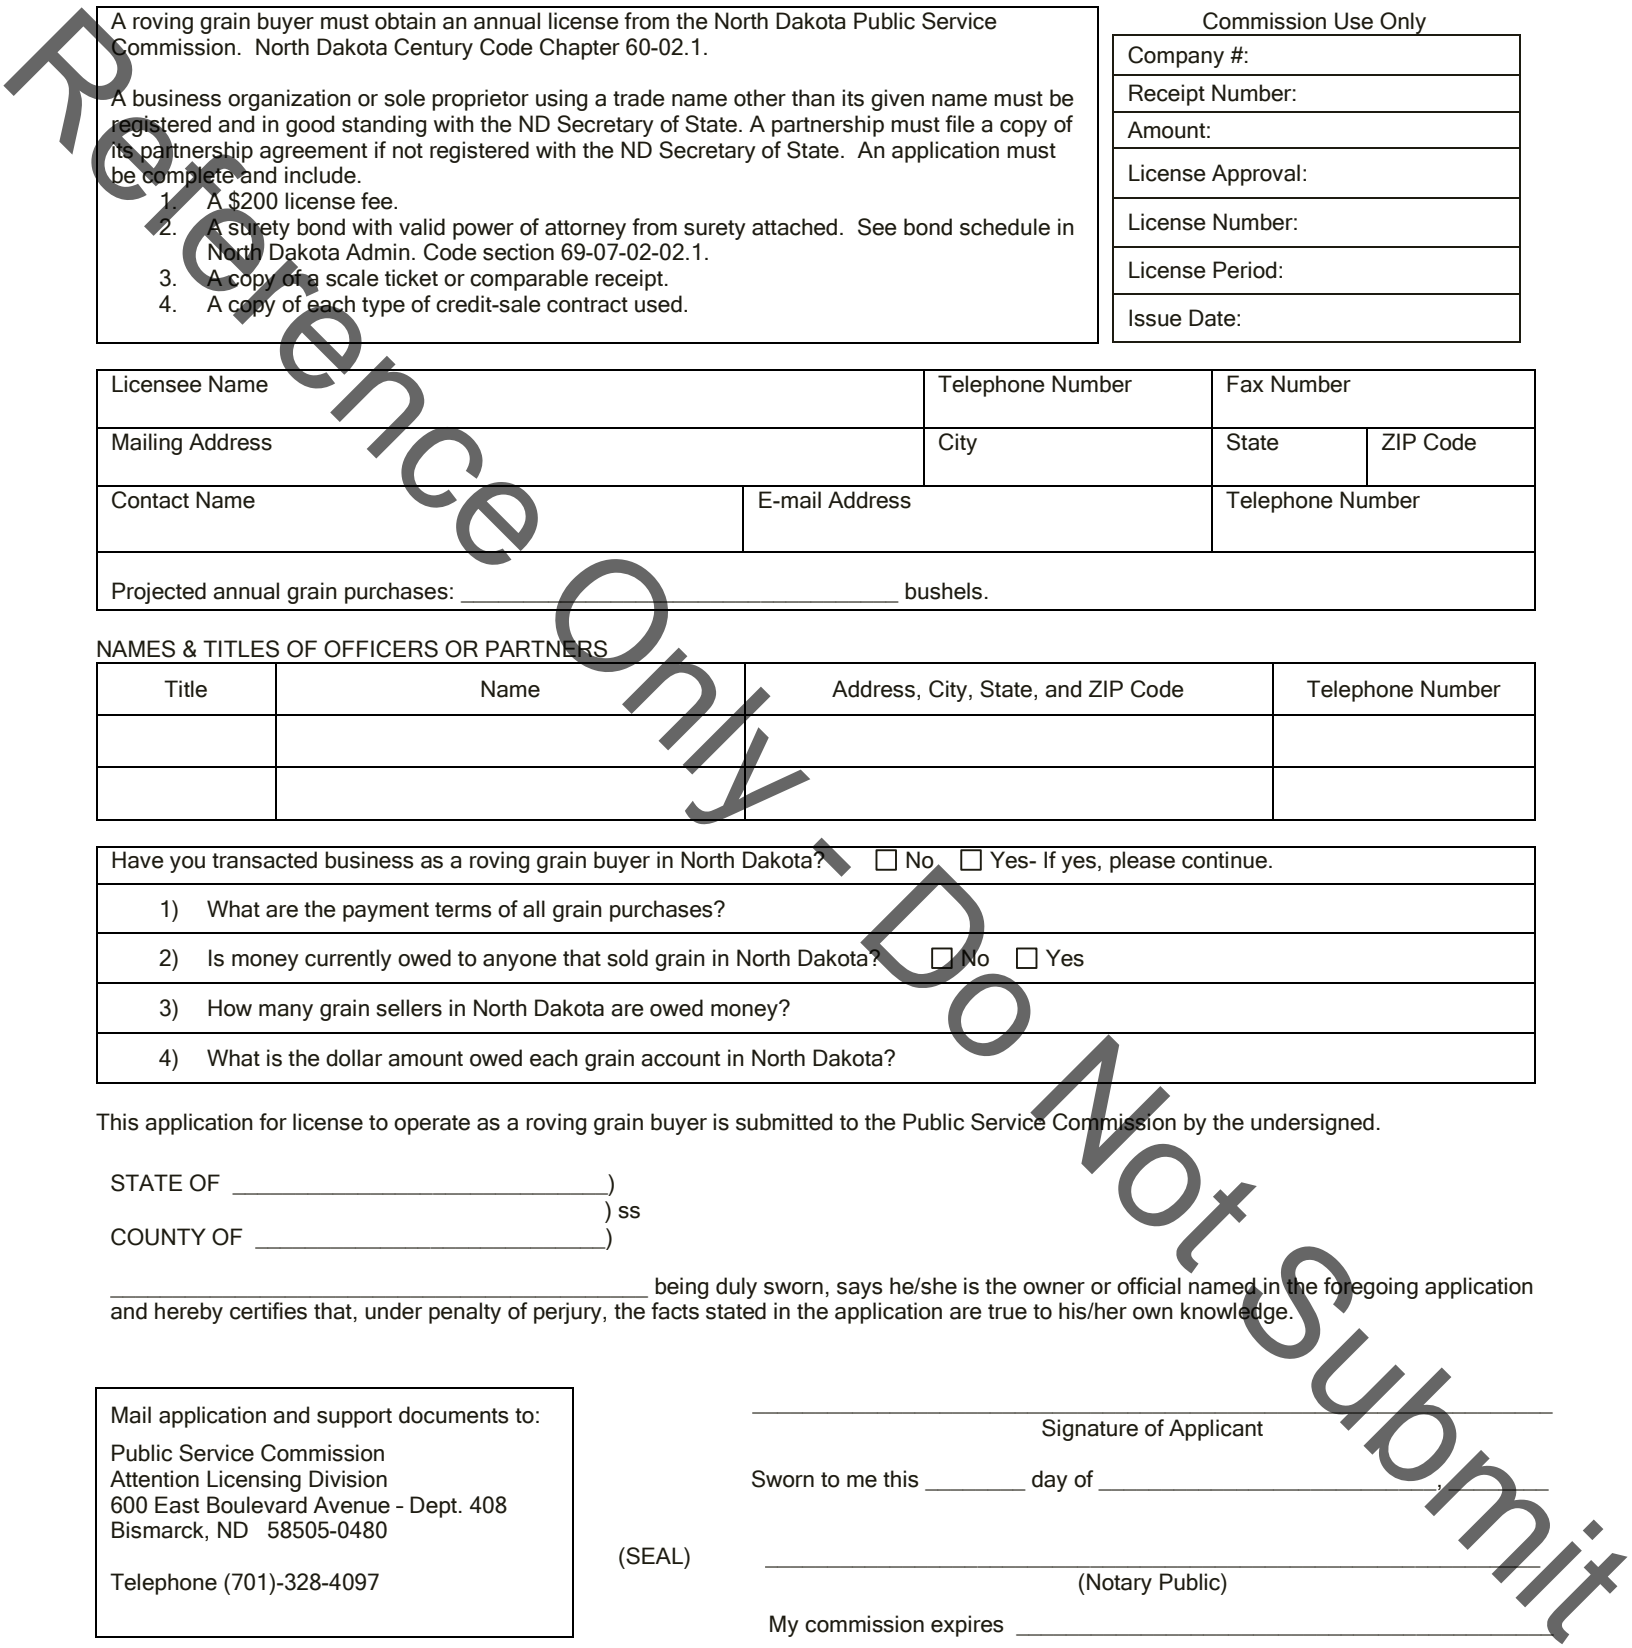 A roving grain buyer must obtain an annual license from the North Dakota Public Service
Commission.  North Dakota Century Code Chapter 60-02.1.
A business organization or sole proprietor using a trade name other than its given name must be
registered and in good standing with the ND Secretary of State. A partnership must file a copy of
its partnership agreement if not registered with the ND Secretary of State.  An application must
be complete and include.
1. A $200 license fee.
2. A surety bond with valid power of attorney from surety attached.  See bond schedule in
North Dakota Admin. Code section 69-07-02-02.1.
3. A copy of a scale ticket or comparable receipt.
4. A copy of each type of credit-sale contract used.
Commission Use Only
Company #:
Receipt Number:
Amount:
License Approval:
License Number:
License Period:
Issue Date:
Licensee Name Telephone Number Fax Number
Mailing Address City State ZIP Code
Contact Name E-mail Address Telephone Number
Projected annual grain purchases: ___________________________________ bushels.
NAMES & TITLES OF OFFICERS OR PARTNERS
Title Name Address, City, State, and ZIP Code Telephone Number
Have you transacted business as a roving grain buyer in North Dakota? ☐ No ☐ Yes- If yes, please continue.
1) What are the payment terms of all grain purchases?
2) Is money currently owed to anyone that sold grain in North Dakota? ☐ No ☐ Yes
3) How many grain sellers in North Dakota are owed money?
4) What is the dollar amount owed each grain account in North Dakota?
This application for license to operate as a roving grain buyer is submitted to the Public Service Commission by the undersigned.
STATE OF ______________________________)
) ss
COUNTY OF ____________________________)
___________________________________________ being duly sworn, says he/she is the owner or official named in the foregoing application
and hereby certifies that, under penalty of perjury, the facts stated in the application are true to his/her own knowledge.
Mail application and support documents to:
Public Service Commission
Attention Licensing Division
600 East Boulevard Avenue - Dept. 408
Bismarck, ND   58505-0480
Telephone (701)-328-4097
Signature of Applicant
Sworn to me this ________ day of ___________________________, ________
(SEAL)
(Notary Public)
My commission expires ___________________________________________
Reference Only - Do Not Submit